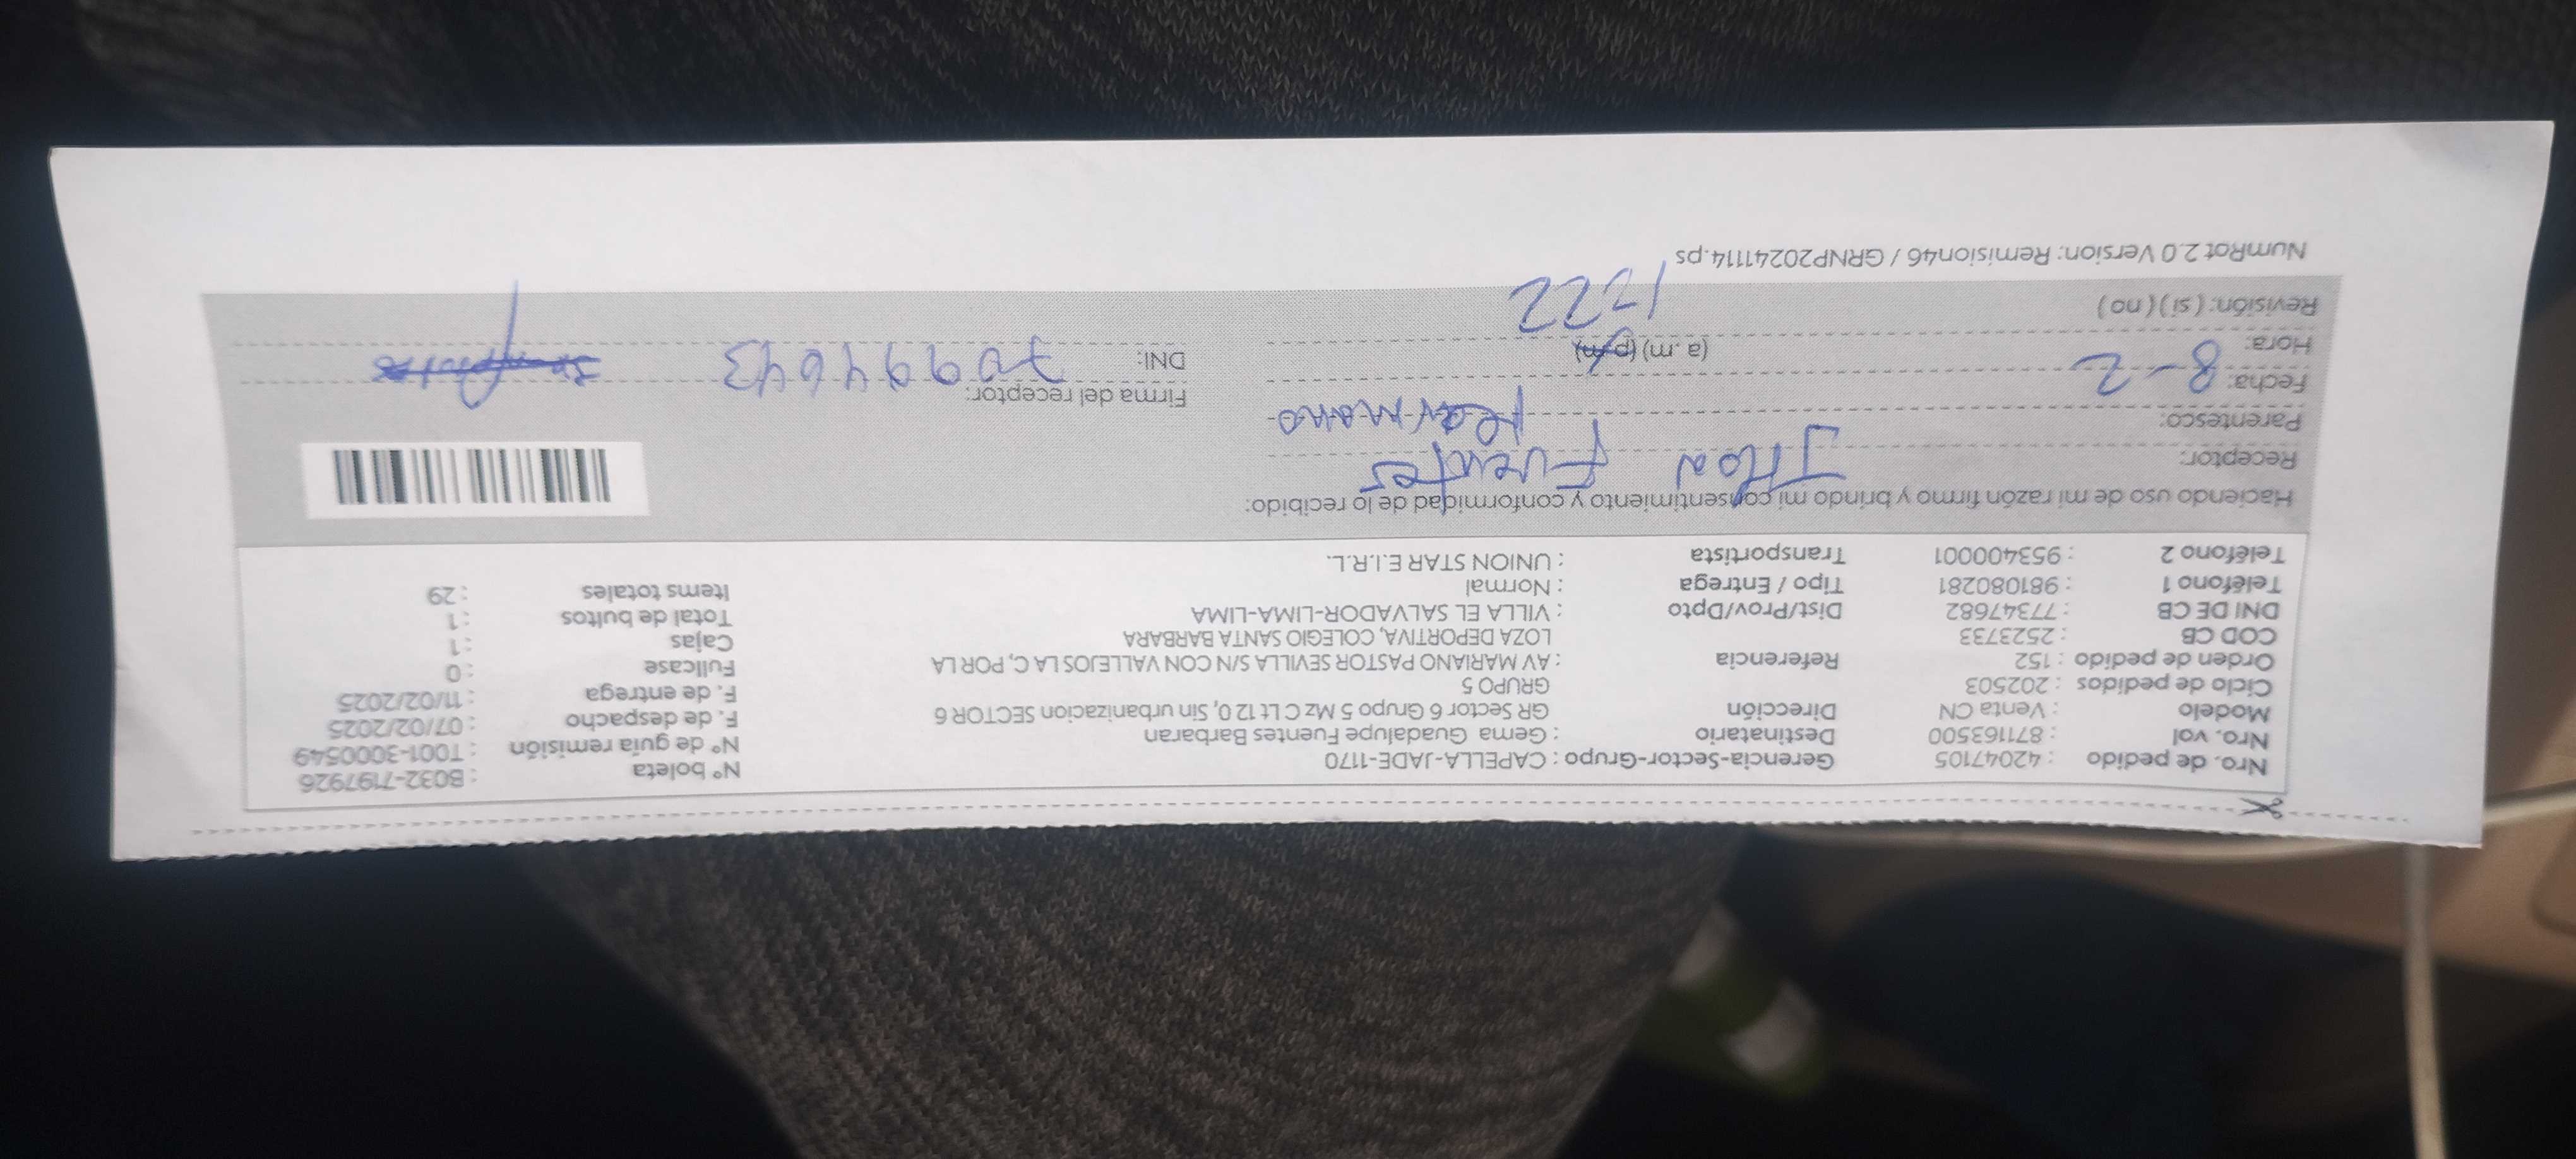 Nro. de pedido : 42047105 Gerencia-Sector-Grupo : CAPELLA-JADE-1170 N° boleta : B032-7197926
Nro. vol : 871163500 Destinatario : Gema Guadalupe Fuentes Barbaran N° de guía remisión : T001-3000549
Modelo : Venta CN Dirección GR Sector 6 Grupo 5 Mz C Lt 12 0, Sin urbanizacion SECTOR 6 F. de despacho : 07/02/2025
Ciclo de pedidos : 202503 GRUPO 5 F. de entrega : 11/02/2025
Orden de pedido : 152 Referencia : AV MARIANO PASTOR SEVILLA S/N CON VALLEJOS LA C, POR LA Fullcase : 0
COD CB : 2523733 LOZA DEPORTIVA, COLEGIO SANTA BARBARA Cajas : 1
DNI DE CB : 77347682 Dist/Prov/Dpto : VILLA EL SALVADOR-LIMA-LIMA Total de bultos : 1
Teléfono 1 : 981080281 Tipo / Entrega : Normal Items totales : 29
Teléfono 2 : 953400001 Transportista : UNION STAR E.I.R.L.
Haciendo uso de mi razón firmo y brindo mi consentimiento y conformidad de lo recibido:
Receptor: Fuentes
Parentesco: hermano Firma del receptor:
Fecha: 8-2
Hora: (a.m) (p.m) DNI: 70994643
Revisión: ( si ) ( no ) 1222
NumRot 2.0 Version: Remision46 / GRNP20241114.ps